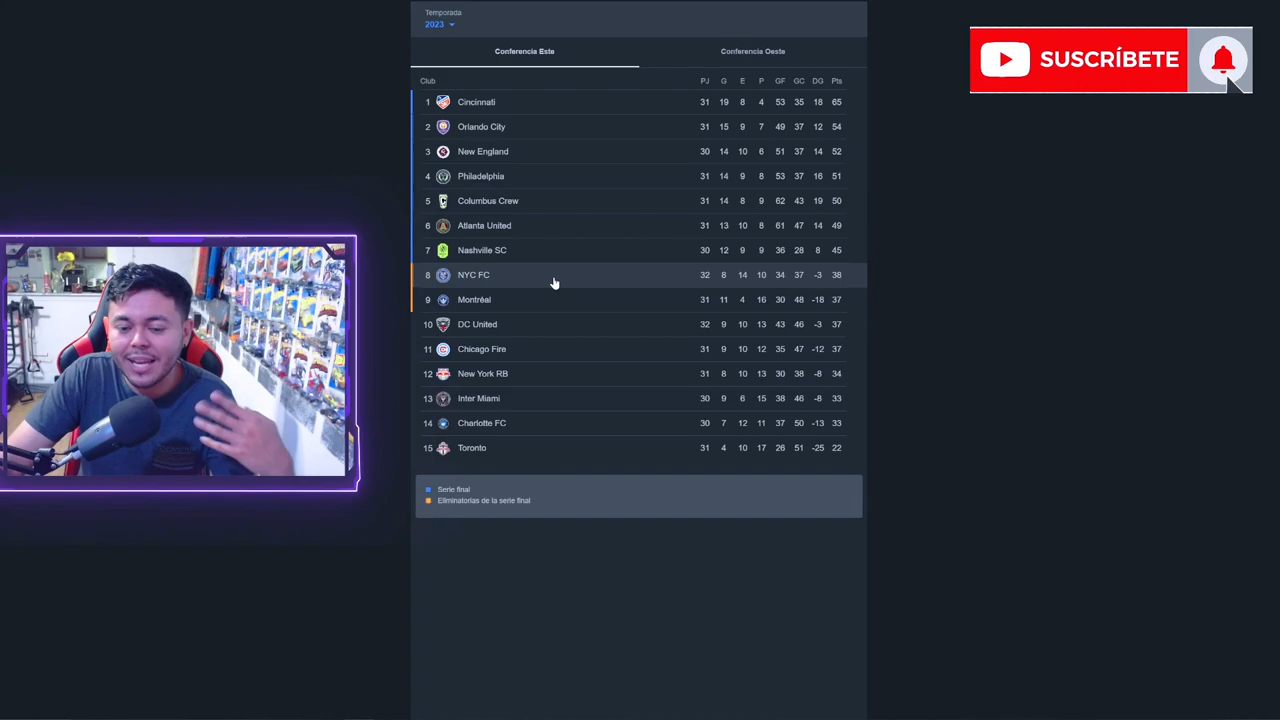 Temporada
2023
Conferencia Este Conferencia Oeste
Club PJ G E P GF GC DG Pts
1 Cincinnati 31 19 8 4 53 35 18 65
2 Orlando City 31 15 9 7 49 37 12 54
3 New England 30 14 10 6 51 37 14 52
4 Philadelphia 31 14 9 8 53 37 16 51
5 Columbus Crew 31 14 8 9 62 43 19 50
6 Atlanta United 31 13 10 8 61 47 14 49
7 Nashville SC 30 12 9 9 36 28 8 45
8 NYC FC 32 8 14 10 34 37 -3 38
9 Montréal 31 11 4 16 30 48 -18 37
10 DC United 32 9 10 13 43 46 -3 37
11 Chicago Fire 31 9 10 12 35 47 -12 37
12 New York RB 31 8 10 13 30 38 -8 34
13 Inter Miami 30 9 6 15 38 46 -8 33
14 Charlotte FC 30 7 12 11 37 50 -13 33
15 Toronto 31 4 10 17 26 51 -25 22
Serie final
Eliminatorias de la serie final
SUSCRÍBETE